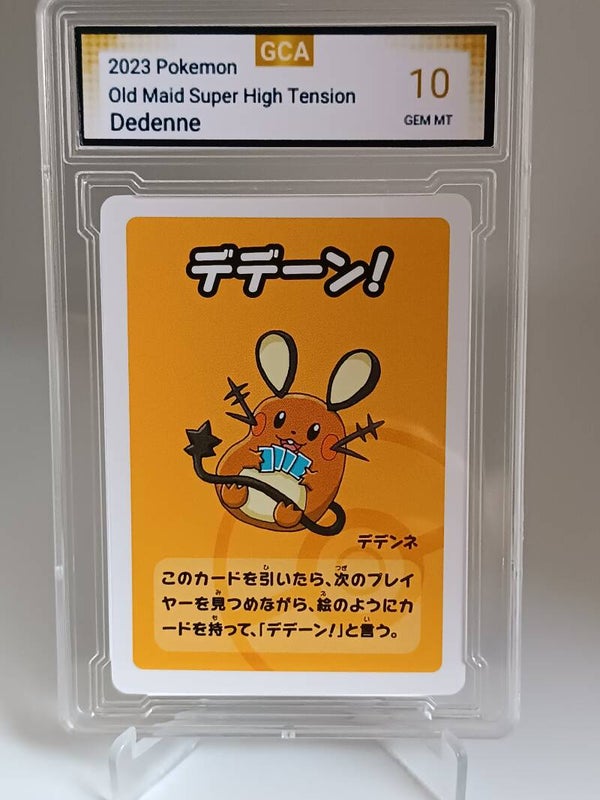 GCA
2023 Pokemon
Old Maid Super High Tension
Dedenne
10
GEM MT
デデーン!
デデンネ
このカードを引いたら、次のプレイ
ヤーを見つめながら、絵のようにカ
ードを持って、「デデーン!」と言う。